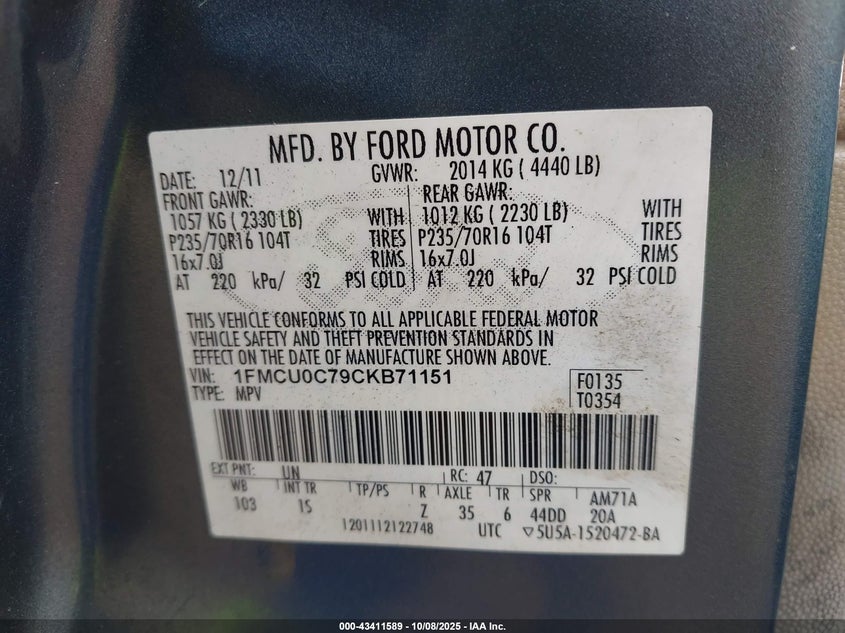 MFD. BY FORD MOTOR CO.
DATE: 12/11 GVWR: 2014 KG ( 4440 LB)
FRONT GAWR: REAR GAWR:
1057 KG ( 2330 LB) WITH 1012 KG ( 2230 LB) WITH
P235/70R16 104T TIRES P235/70R16 104T TIRES
16x7.0J RIMS 16x7.0J RIMS
AT 220 kPa/ 32 PSI COLD AT 220 kPa/ 32 PSI COLD
THIS VEHICLE CONFORMS TO ALL APPLICABLE FEDERAL MOTOR
VEHICLE SAFETY AND THEFT PREVENTION STANDARDS IN
EFFECT ON THE DATE OF MANUFACTURE SHOWN ABOVE.
VIN: 1FMCU0C79CKB71151 F0135
TYPE: MPV T0354
EXT PNT: UN RC: 47 DSO:
WB INT TR TP/PS R AXLE TR SPR AM71A
103 IS Z 35 6 44DD 20A
1201112122748 UTC ▽5U5A-1520472-BA
000-43411589 - 10/08/2025 - IAA Inc.